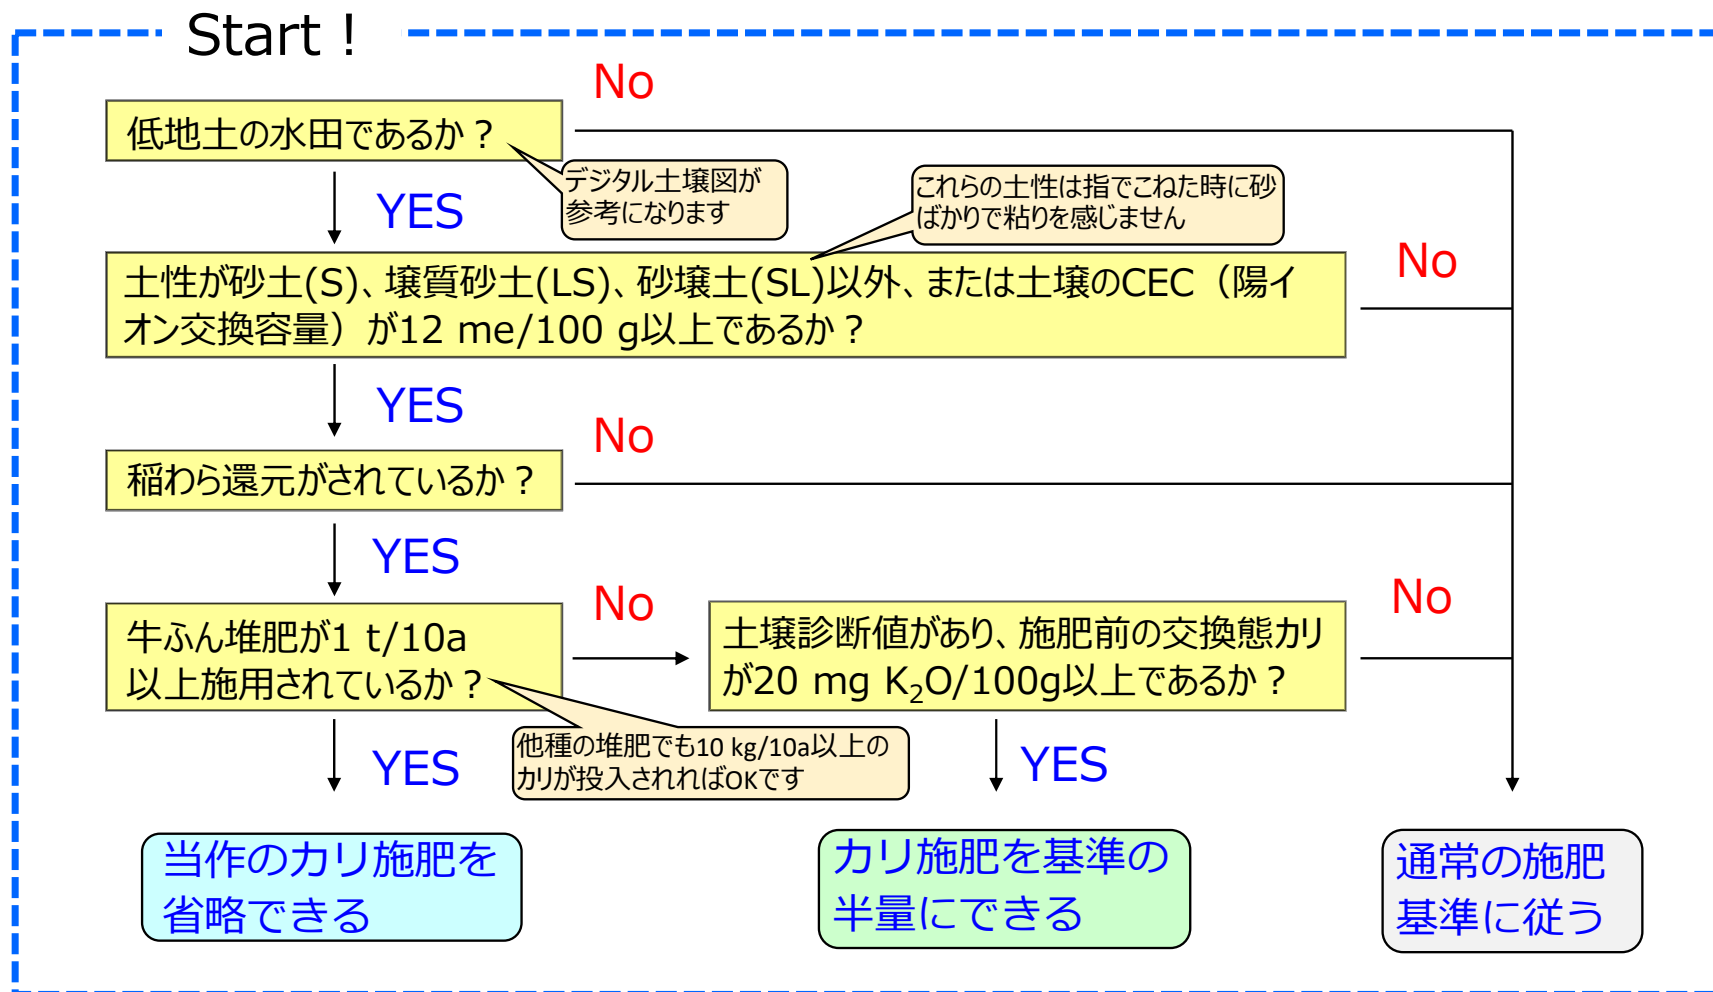 Start！
No
低地土の水田であるか？
デジタル土壌図が
参考になります
これらの土性は指でこねた時に砂
ばかりで粘りを感じません
YES
No
土性が砂土(S)、壌質砂土(LS)、砂壌土(SL)以外、または土壌のCEC（陽イ
オン交換容量）が12 me/100 g以上であるか？
YES
No
稲わら還元がされているか？
YES
No
No
牛ふん堆肥が1 t/10a
以上施用されているか？
土壌診断値があり、施肥前の交換態カリ
が20 mg K₂O/100g以上であるか？
他種の堆肥でも10 kg/10a以上の
カリが投入されればOKです
YES
YES
当作のカリ施肥を
省略できる
カリ施肥を基準の
半量にできる
通常の施肥
基準に従う